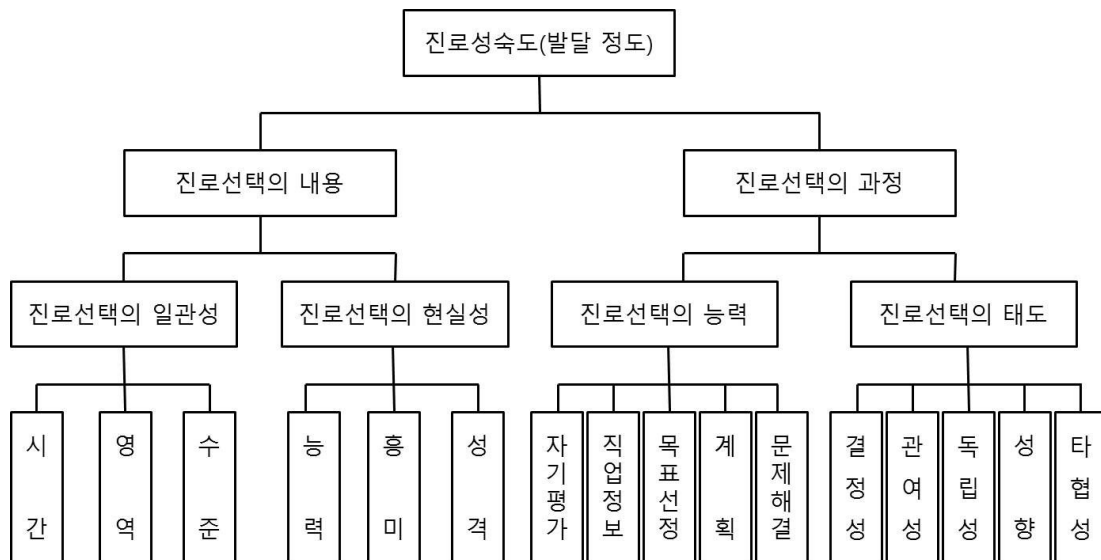 진로성숙도(발달 정도)
진로선택의 내용
진로선택의 과정
진로선택의 일관성
진로선택의 현실성
진로선택의 능력
진로선택의 태도
시간
영역
수준
능력
흥미
성격
자기평가
직업정보
목표선정
계획
문제해결
결정성
관여성
독립성
성향
타협성